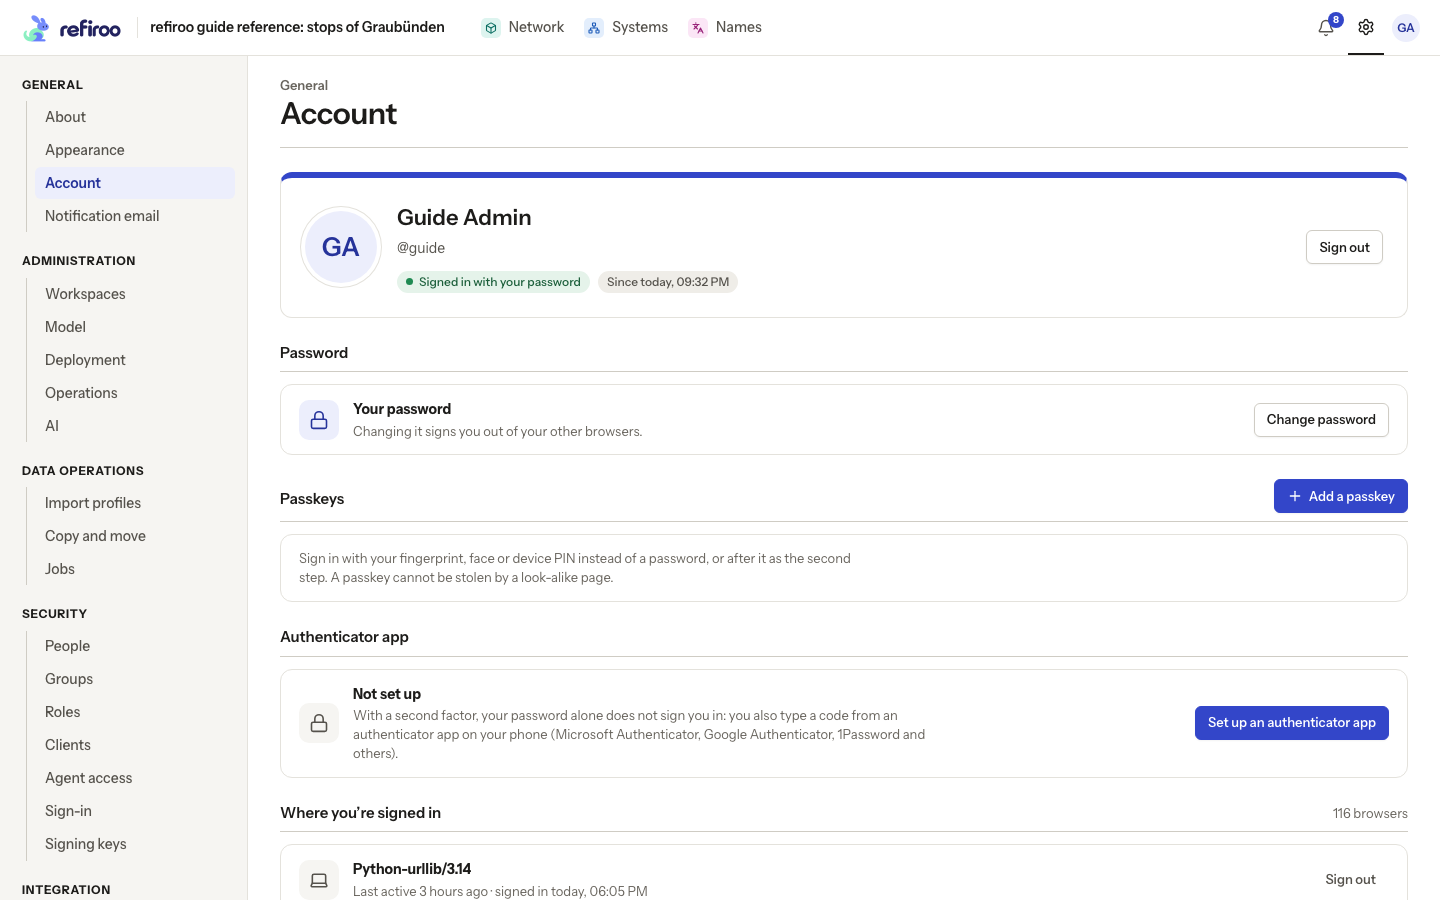 refiroo
refiroo guide reference: stops of Graubünden
Network
Systems
Names
8
GA
GENERAL
About
Appearance
Account
Notification email
ADMINISTRATION
Workspaces
Model
Deployment
Operations
AI
DATA OPERATIONS
Import profiles
Copy and move
Jobs
SECURITY
People
Groups
Roles
Clients
Agent access
Sign-in
Signing keys
INTEGRATION
General
Account
GA
Guide Admin
@guide
Signed in with your password
Since today, 09:32 PM
Sign out
Password
Your password
Changing it signs you out of your other browsers.
Change password
Passkeys
Add a passkey
Sign in with your fingerprint, face or device PIN instead of a password, or after it as the second
step. A passkey cannot be stolen by a look-alike page.
Authenticator app
Not set up
With a second factor, your password alone does not sign you in: you also type a code from an
authenticator app on your phone (Microsoft Authenticator, Google Authenticator, 1Password and
others).
Set up an authenticator app
Where you’re signed in
116 browsers
Python-urllib/3.14
Last active 3 hours ago · signed in today, 06:05 PM
Sign out